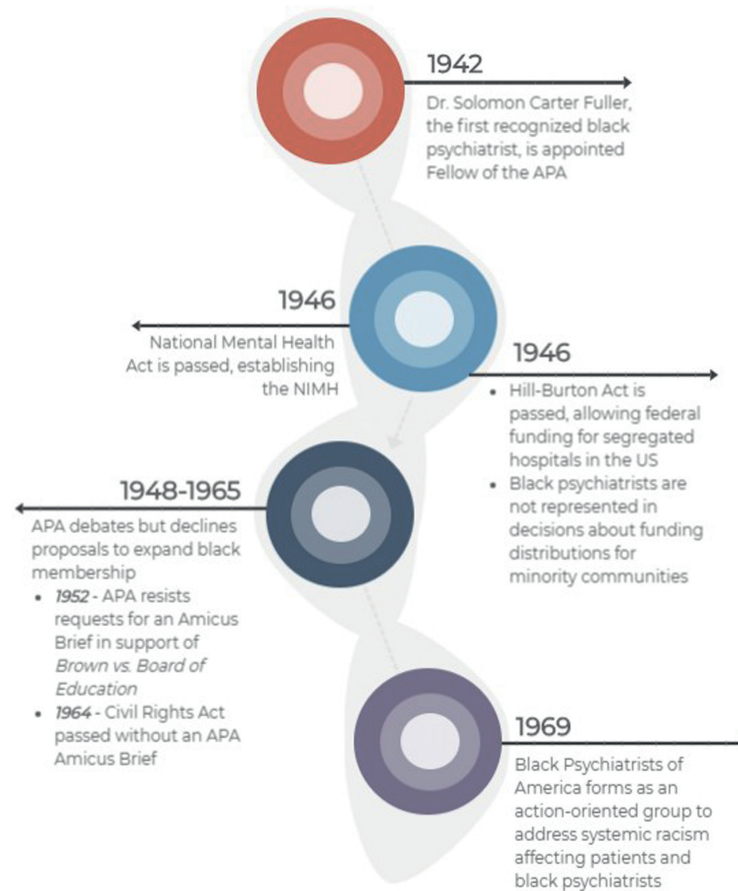 1942
Dr. Solomon Carter Fuller,
the first recognized black
psychiatrist, is appointed
Fellow of the APA
1946
National Mental Health
Act is passed, establishing
the NIMH
1946
• Hill-Burton Act is
passed, allowing federal
funding for segregated
hospitals in the US
• Black psychiatrists are
not represented in
decisions about funding
distributions for
minority communities
1948-1965
APA debates but declines
proposals to expand black
membership
• 1952 - APA resists
requests for an Amicus
Brief in support of
Brown vs. Board of
Education
• 1964 - Civil Rights Act
passed without an APA
Amicus Brief
1969
Black Psychiatrists of
America forms as an
action-oriented group to
address systemic racism
affecting patients and
black psychiatrists